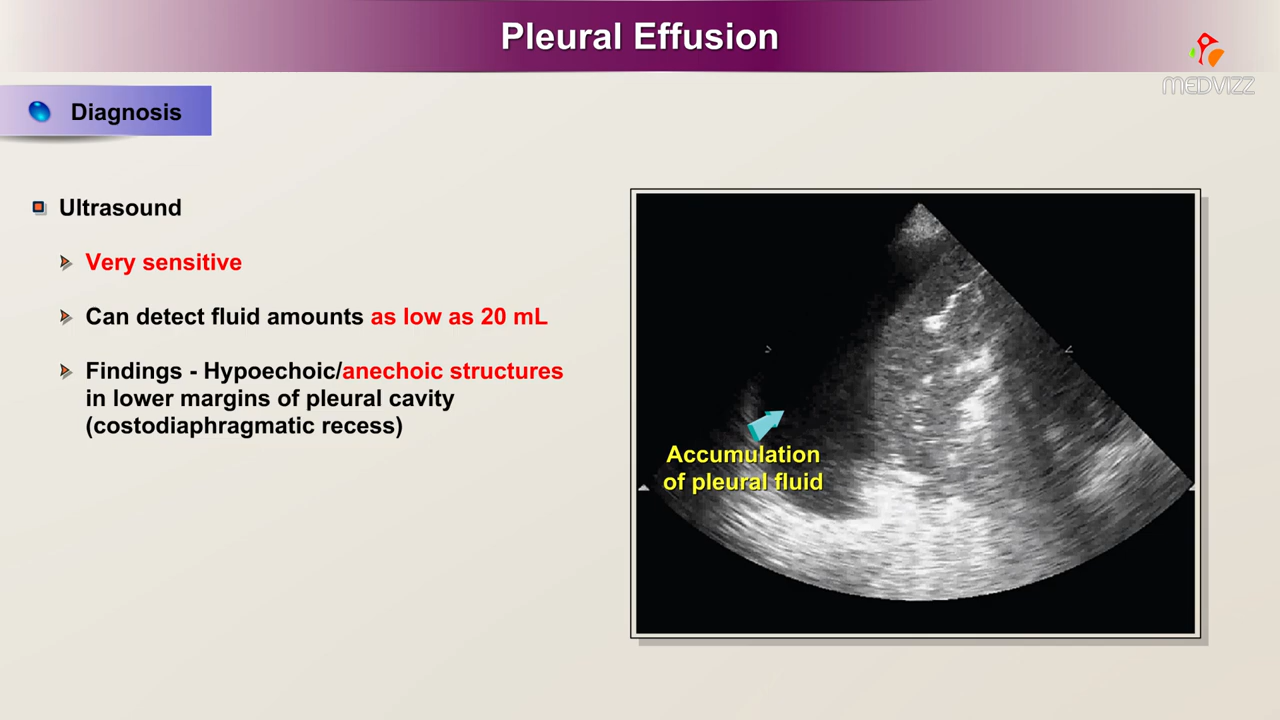 Pleural Effusion
MEDVIZZ
Diagnosis
Ultrasound
Very sensitive
Can detect fluid amounts as low as 20 mL
Findings - Hypoechoic/anechoic structures
in lower margins of pleural cavity
(costodiaphragmatic recess)
Accumulation
of pleural fluid